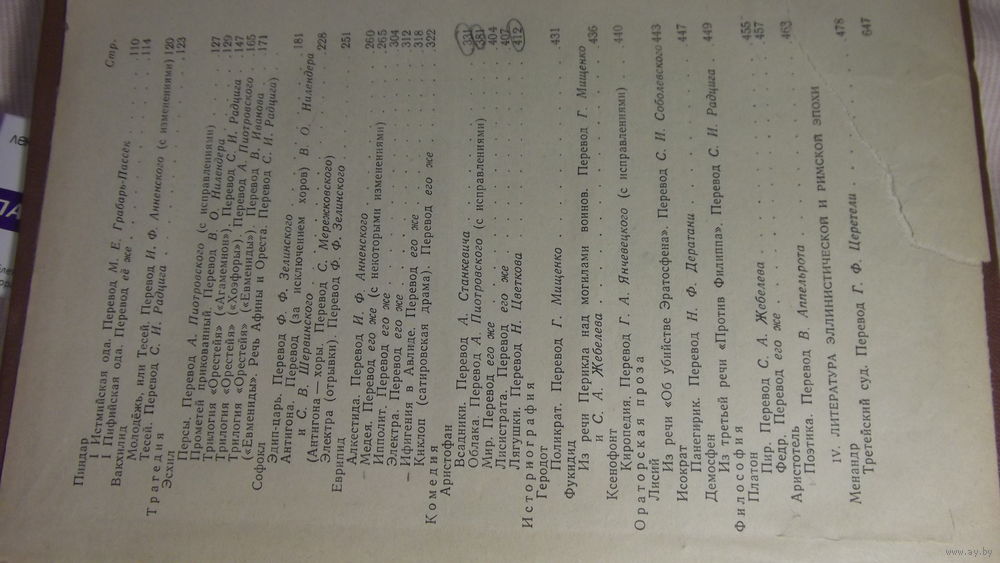 Стр.
Пиндар
I Истмийская ода. Перевод М. Е. Грабарь-Пассек . . . 110
I Пифийская ода. Перевод её же . . . 114
Вакхилид
Молодёжь, или Тесей. Перевод И. Ф. Анненского (с изменениями) 120
Тесей. Перевод С. И. Радцига . . . 123
Трагедия
Эсхил
Персы. Перевод А. Пиотровского (с исправлениями)
Прометей прикованный. Перевод В. О. Нилендера . . . 127
Трилогия «Орестейя» («Агамемнон»). Перевод С. И. Радцига . 129
Трилогия «Орестейя» («Хоэфоры»). Перевод А. Пиотровского . 147
Трилогия «Орестейя» («Евмениды»). Перевод В. Иванова . . 165
(«Евмениды». Речь Афины и Ореста. Перевод С. И. Радцига) . 171
Софокл
Эдип-царь. Перевод Ф. Ф. Зелинского . . . 181
Антигона. Перевод (за исключением хоров) В. О. Нилендера
и С. В. Шервинского . . . 228
(Антигона — хоры. Перевод С. Мережковского)
Электра (отрывки). Перевод Ф. Ф. Зелинского . . . 251
Еврипид
Алкестида. Перевод И. Ф. Анненского . . . 260
Медея. Перевод его же (с некоторыми изменениями) . . . 265
Ипполит. Перевод его же . . . 304
Электра. Перевод его же . . . 312
Ифигения в Авлиде. Перевод его же . . . 318
Киклоп (сатировская драма). Перевод его же . . . 322
Комедия
Аристофан
Всадники. Перевод А. Станкевича . . . 331
Облака. Перевод А. Пиотровского (с исправлениями) . . . 381
Мир. Перевод его же . . . 404
Лисистрата. Перевод его же . . . 407
Лягушки. Перевод Н. Цветкова . . . 412
Историография
Геродот
Поликрат. Перевод Г. Мищенко . . . 431
Фукидид
Из речи Перикла над могилами воинов. Перевод Г. Мищенко
и С. А. Жебелева . . . 436
Ксенофонт
Киропедия. Перевод Г. А. Янчевецкого (с исправлениями) . . 440
Ораторская проза
Лисий
Из речи «Об убийстве Эратосфена». Перевод С. И. Соболевского 443
Исократ
Панегирик. Перевод Н. Ф. Дератани . . . 447
Демосфен
Из третьей речи «Против Филиппа». Перевод С. И. Радцига . 449
Философия
Платон
Пир. Перевод С. А. Жебелева . . . 455
Федр. Перевод его же . . . 457
Аристотель
Поэтика. Перевод В. Аппельрота . . . 463
IV. ЛИТЕРАТУРА ЭЛЛИНИСТИЧЕСКОЙ И РИМСКОЙ ЭПОХИ
Менандр . . . 478
Третейский суд. Перевод Г. Ф. Церетели . . . 647
www.ay.by